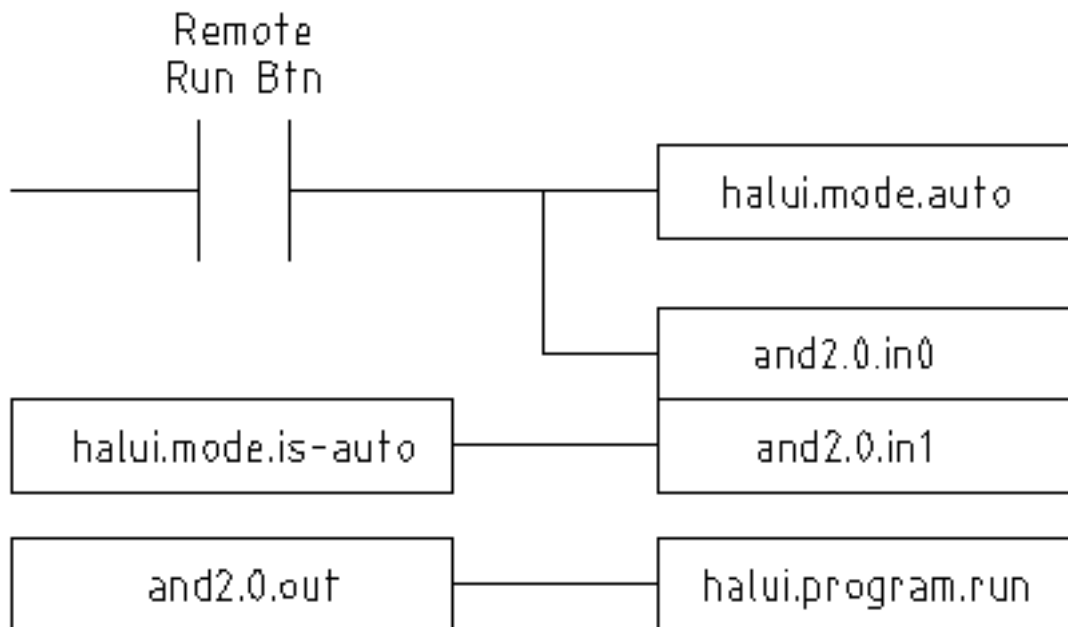 Remote
Run Btn
halui.mode.auto
and2.0.in0
halui.mode.is-auto
and2.0.in1
and2.0.out
halui.program.run